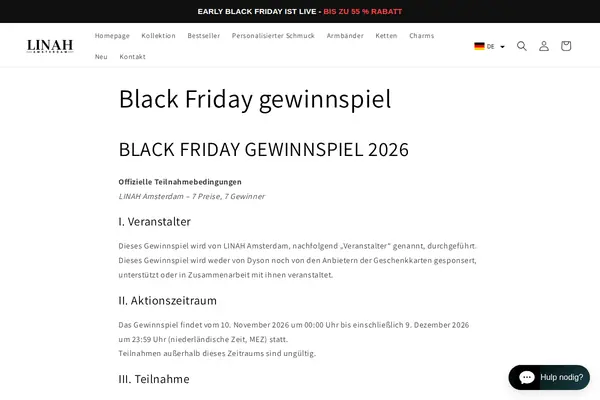 EARLY BLACK FRIDAY IST LIVE - BIS ZU 55 % RABATT
LINAH
AMSTERDAM
Homepage Kollektion Bestseller Personalisierter Schmuck Armbänder Ketten Charms
Neu Kontakt
DE
Black Friday gewinnspiel
BLACK FRIDAY GEWINNSPIEL 2026
Offizielle Teilnahmebedingungen
LINAH Amsterdam – 7 Preise, 7 Gewinner
I. Veranstalter
Dieses Gewinnspiel wird von LINAH Amsterdam, nachfolgend „Veranstalter" genannt, durchgeführt.
Dieses Gewinnspiel wird weder von Dyson noch von den Anbietern der Geschenkkarten gesponsert,
unterstützt oder in Zusammenarbeit mit ihnen veranstaltet.
II. Aktionszeitraum
Das Gewinnspiel findet vom 10. November 2026 um 00:00 Uhr bis einschließlich 9. Dezember 2026
um 23:59 Uhr (niederländische Zeit, MEZ) statt.
Teilnahmen außerhalb dieses Zeitraums sind ungültig.
III. Teilnahme
Hulp nodig?